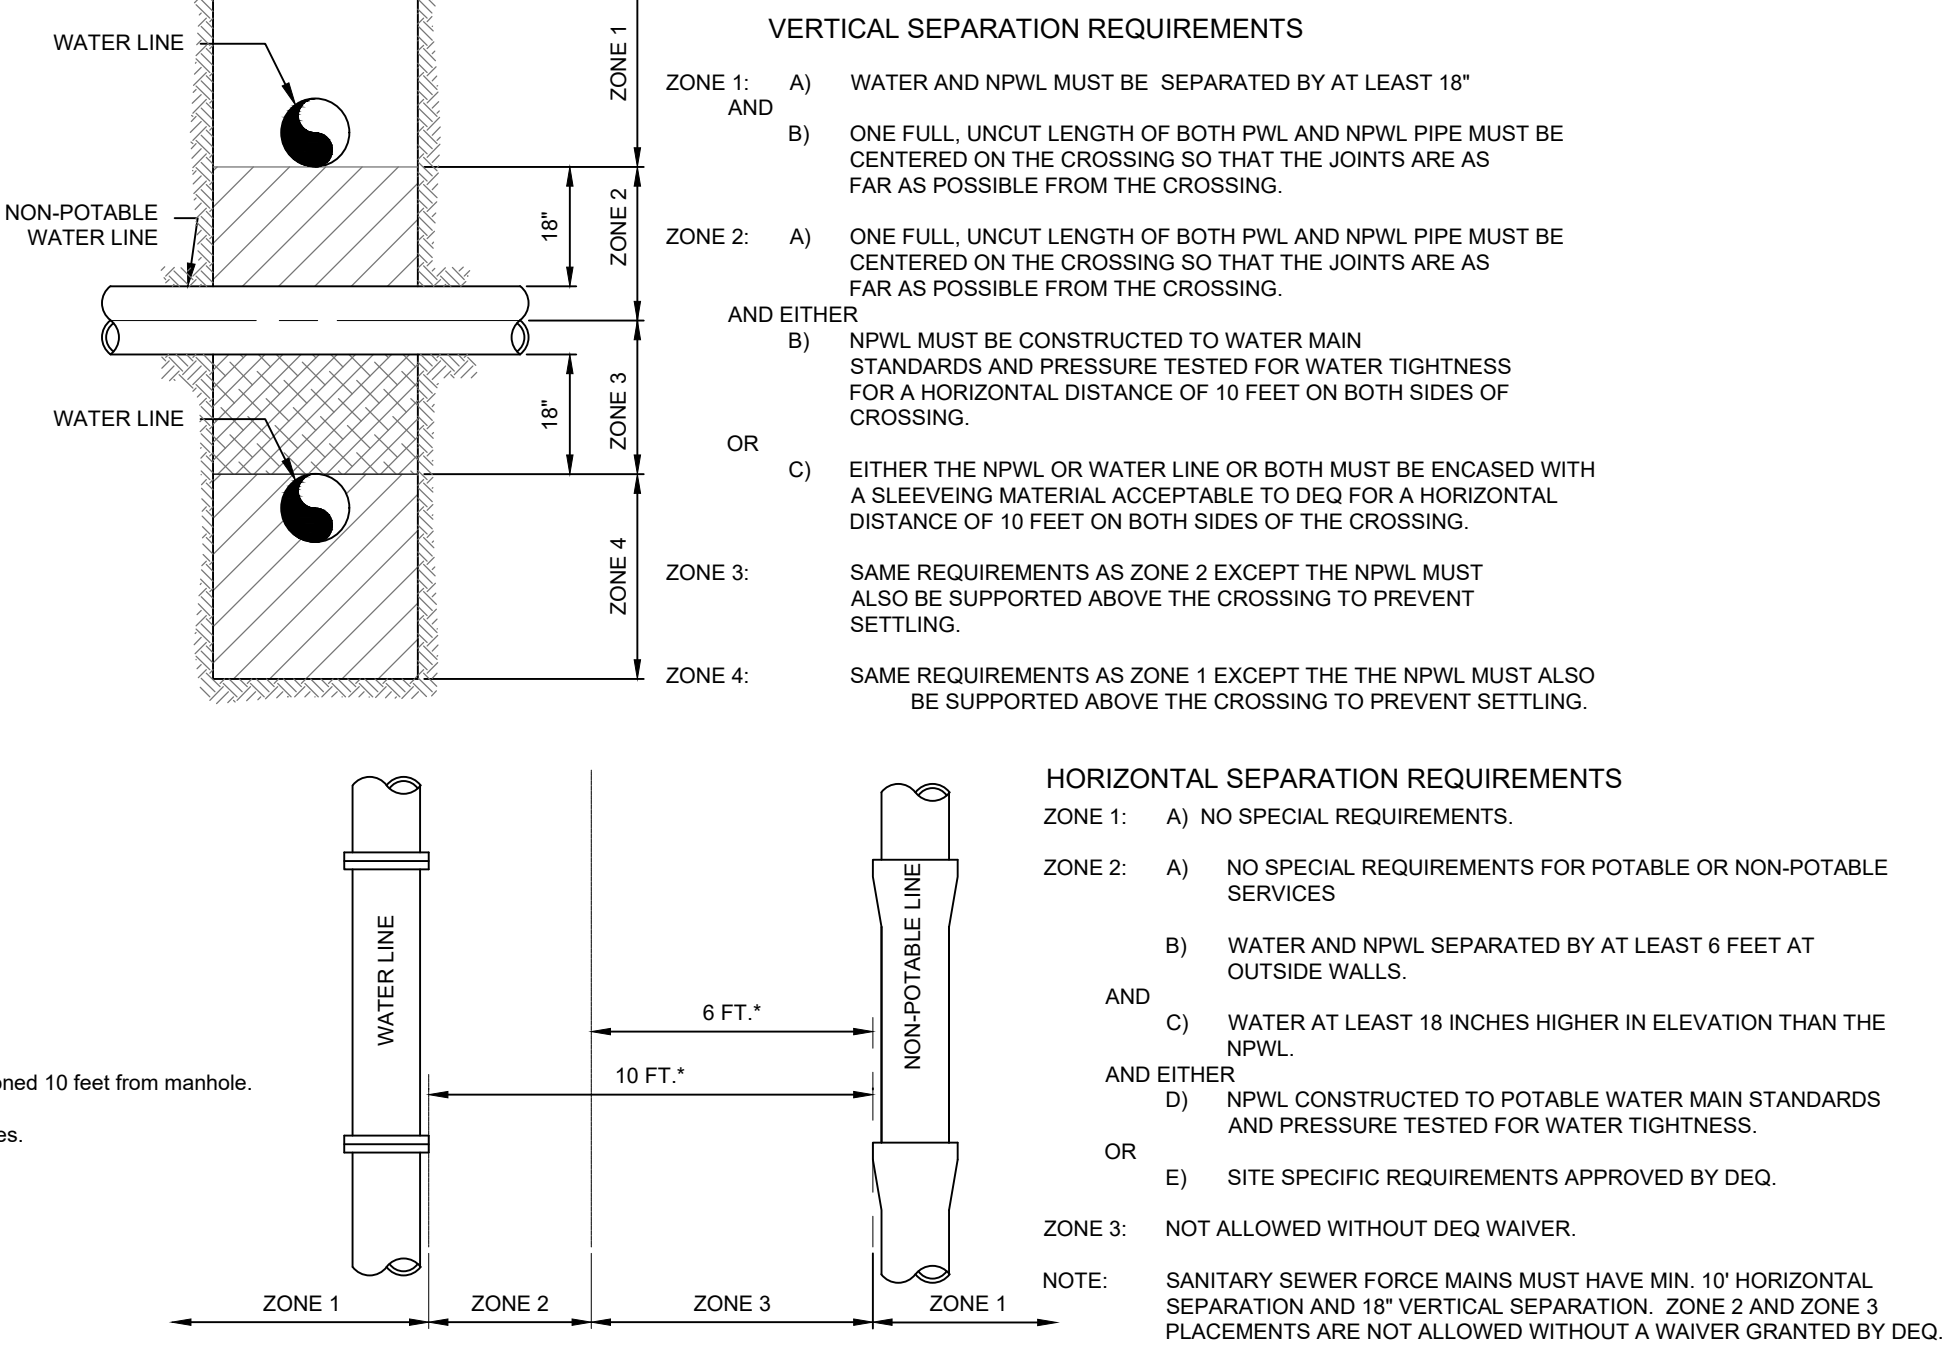 WATER LINE
NON-POTABLE
WATER LINE
WATER LINE
ZONE 1
18"
ZONE 2
18"
ZONE 3
ZONE 4
VERTICAL SEPARATION REQUIREMENTS
ZONE 1: A) WATER AND NPWL MUST BE SEPARATED BY AT LEAST 18"
AND
B) ONE FULL, UNCUT LENGTH OF BOTH PWL AND NPWL PIPE MUST BE
CENTERED ON THE CROSSING SO THAT THE JOINTS ARE AS
FAR AS POSSIBLE FROM THE CROSSING.
ZONE 2: A) ONE FULL, UNCUT LENGTH OF BOTH PWL AND NPWL PIPE MUST BE
CENTERED ON THE CROSSING SO THAT THE JOINTS ARE AS
FAR AS POSSIBLE FROM THE CROSSING.
AND EITHER
B) NPWL MUST BE CONSTRUCTED TO WATER MAIN
STANDARDS AND PRESSURE TESTED FOR WATER TIGHTNESS
FOR A HORIZONTAL DISTANCE OF 10 FEET ON BOTH SIDES OF
CROSSING.
OR
C) EITHER THE NPWL OR WATER LINE OR BOTH MUST BE ENCASED WITH
A SLEEVEING MATERIAL ACCEPTABLE TO DEQ FOR A HORIZONTAL
DISTANCE OF 10 FEET ON BOTH SIDES OF THE CROSSING.
ZONE 3: SAME REQUIREMENTS AS ZONE 2 EXCEPT THE NPWL MUST
ALSO BE SUPPORTED ABOVE THE CROSSING TO PREVENT
SETTLING.
ZONE 4: SAME REQUIREMENTS AS ZONE 1 EXCEPT THE THE NPWL MUST ALSO
BE SUPPORTED ABOVE THE CROSSING TO PREVENT SETTLING.
10 feet from manhole.
WATER LINE
6 FT.*
10 FT.*
NON-POTABLE LINE
ZONE 1
ZONE 2
ZONE 3
ZONE 1
HORIZONTAL SEPARATION REQUIREMENTS
ZONE 1: A) NO SPECIAL REQUIREMENTS.
ZONE 2: A) NO SPECIAL REQUIREMENTS FOR POTABLE OR NON-POTABLE
SERVICES
B) WATER AND NPWL SEPARATED BY AT LEAST 6 FEET AT
OUTSIDE WALLS.
AND
C) WATER AT LEAST 18 INCHES HIGHER IN ELEVATION THAN THE
NPWL.
AND EITHER
D) NPWL CONSTRUCTED TO POTABLE WATER MAIN STANDARDS
AND PRESSURE TESTED FOR WATER TIGHTNESS.
OR
E) SITE SPECIFIC REQUIREMENTS APPROVED BY DEQ.
ZONE 3: NOT ALLOWED WITHOUT DEQ WAIVER.
NOTE: SANITARY SEWER FORCE MAINS MUST HAVE MIN. 10' HORIZONTAL
SEPARATION AND 18" VERTICAL SEPARATION. ZONE 2 AND ZONE 3
PLACEMENTS ARE NOT ALLOWED WITHOUT A WAIVER GRANTED BY DEQ.